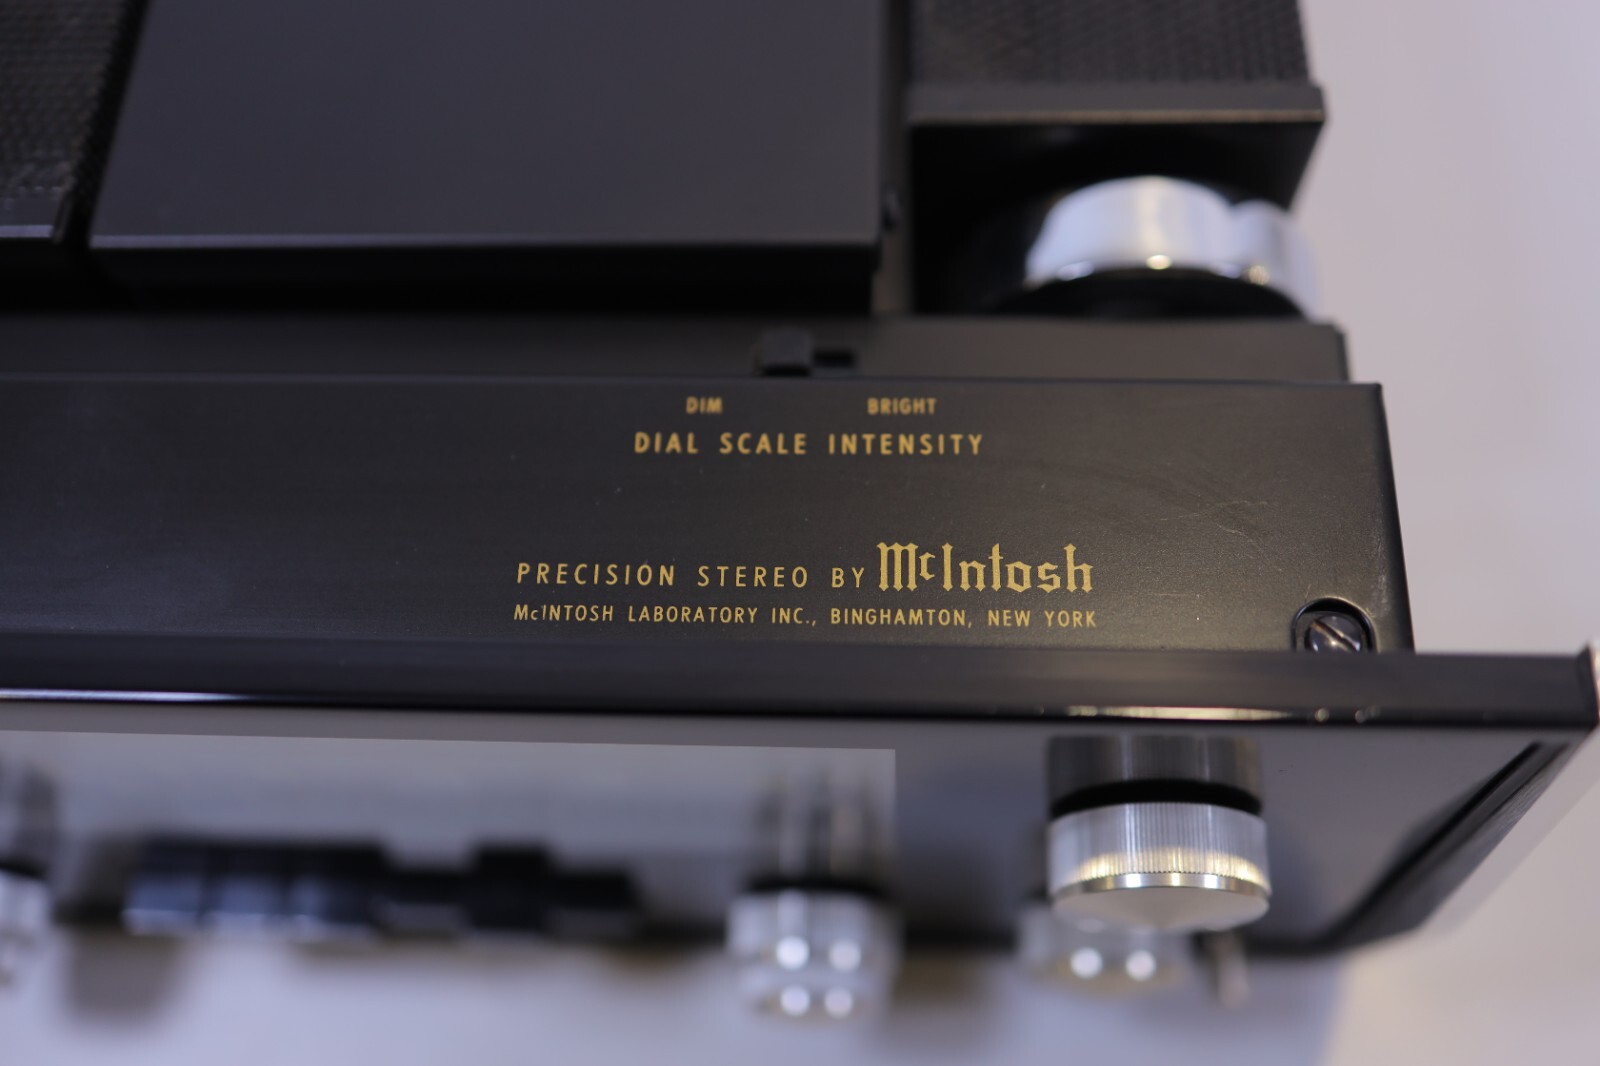 DIM BRIGHT
DIAL SCALE INTENSITY
PRECISION STEREO BY McIntosh
McINTOSH LABORATORY INC., BINGHAMTON, NEW YORK